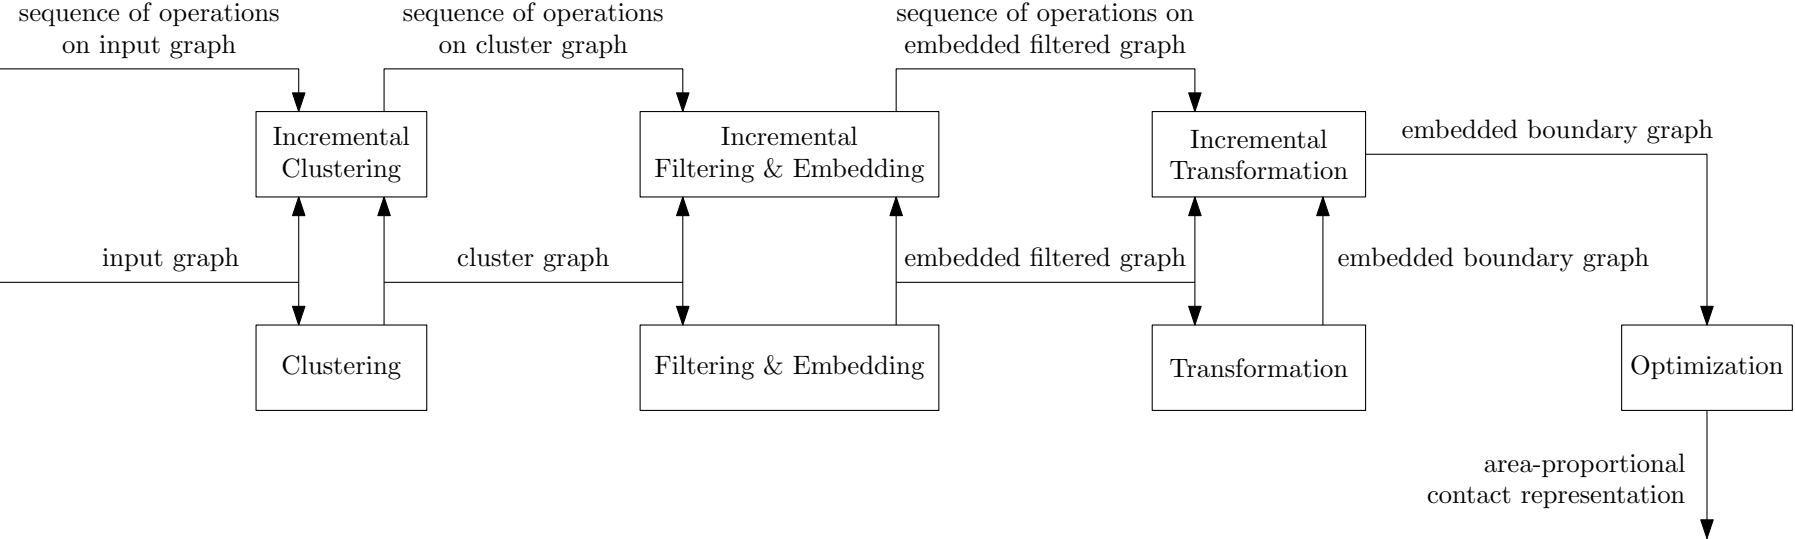 sequence of operations
on input graph
sequence of operations
on cluster graph
sequence of operations on
embedded filtered graph
Incremental
Clustering
Incremental
Filtering & Embedding
Incremental
Transformation
embedded boundary graph
input graph
cluster graph
embedded filtered graph
embedded boundary graph
Clustering
Filtering & Embedding
Transformation
Optimization
area-proportional
contact representation